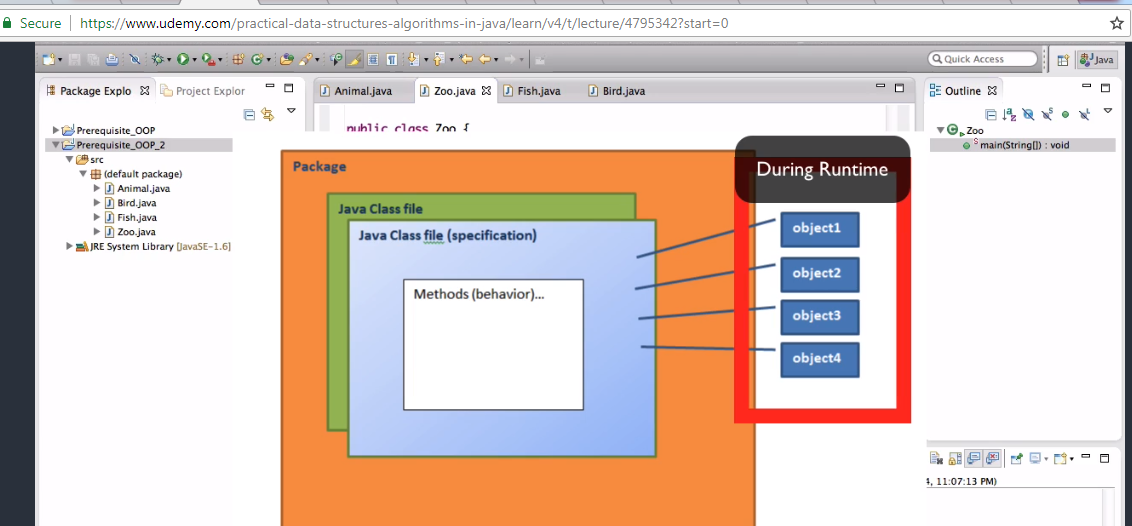 Secure https://www.udemy.com/practical-data-structures-algorithms-in-java/learn/v4/t/lecture/4795342?start=0
Quick Access
Java
Package Explo
Project Explor
Animal.java
Zoo.java
Fish.java
Bird.java
Outline
Prerequisite_OOP
Prerequisite_OOP_2
src
(default package)
Animal.java
Bird.java
Fish.java
Zoo.java
JRE System Library [JavaSE-1.6]
public class Zoo {
Package
Java Class file
Java Class file (specification)
Methods (behavior)...
During Runtime
object1
object2
object3
object4
Zoo
main(String[]) : void
4, 11:07:13 PM)